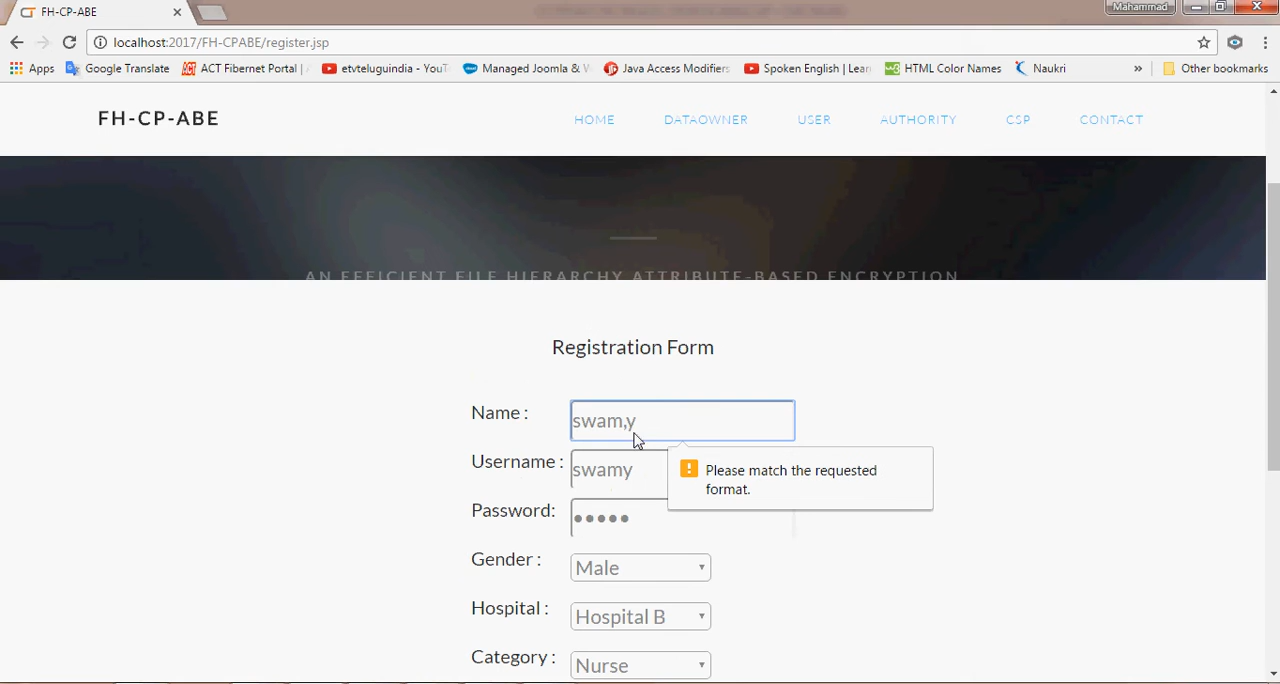 FH-CP-ABE
Mahammad
localhost:2017/FH-CPABE/register.jsp
Apps Google Translate ACT Fibernet Portal | etvteluguindia - YouT Managed Joomla & W Java Access Modifiers Spoken English | Lear HTML Color Names Naukri » Other bookmarks
FH-CP-ABE HOME DATAOWNER USER AUTHORITY CSP CONTACT
AN EFFICIENT FILE HIERARCHY ATTRIBUTE-BASED ENCRYPTION
Registration Form
Name : swam,y
Username : swamy
Please match the requested
format.
Password: •••••
Gender : Male
Hospital : Hospital B
Category : Nurse